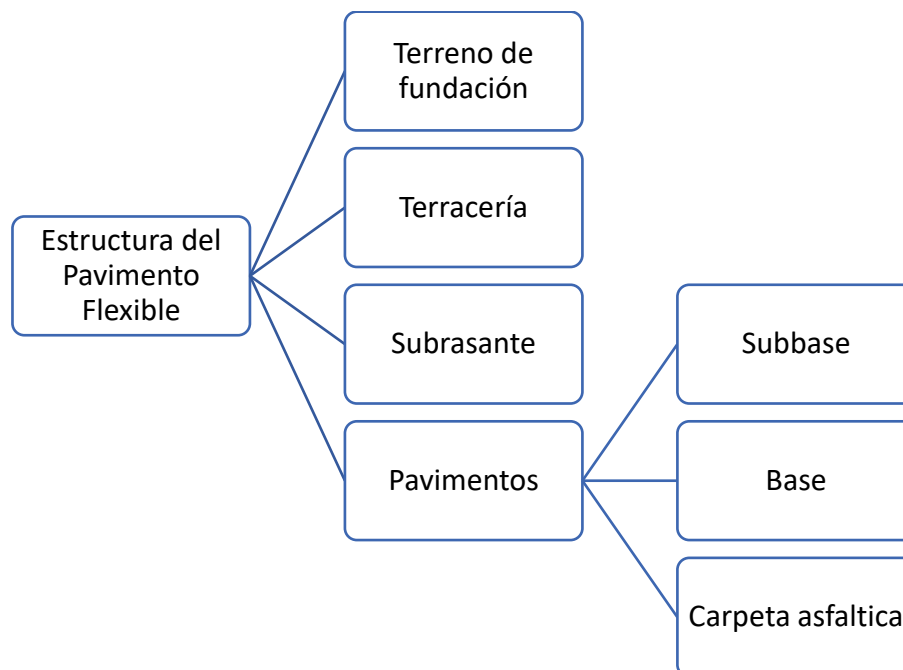 Terreno de
fundación
Terracería
Estructura del
Pavimento
Flexible
Subrasante
Subbase
Pavimentos
Base
Carpeta asfaltica